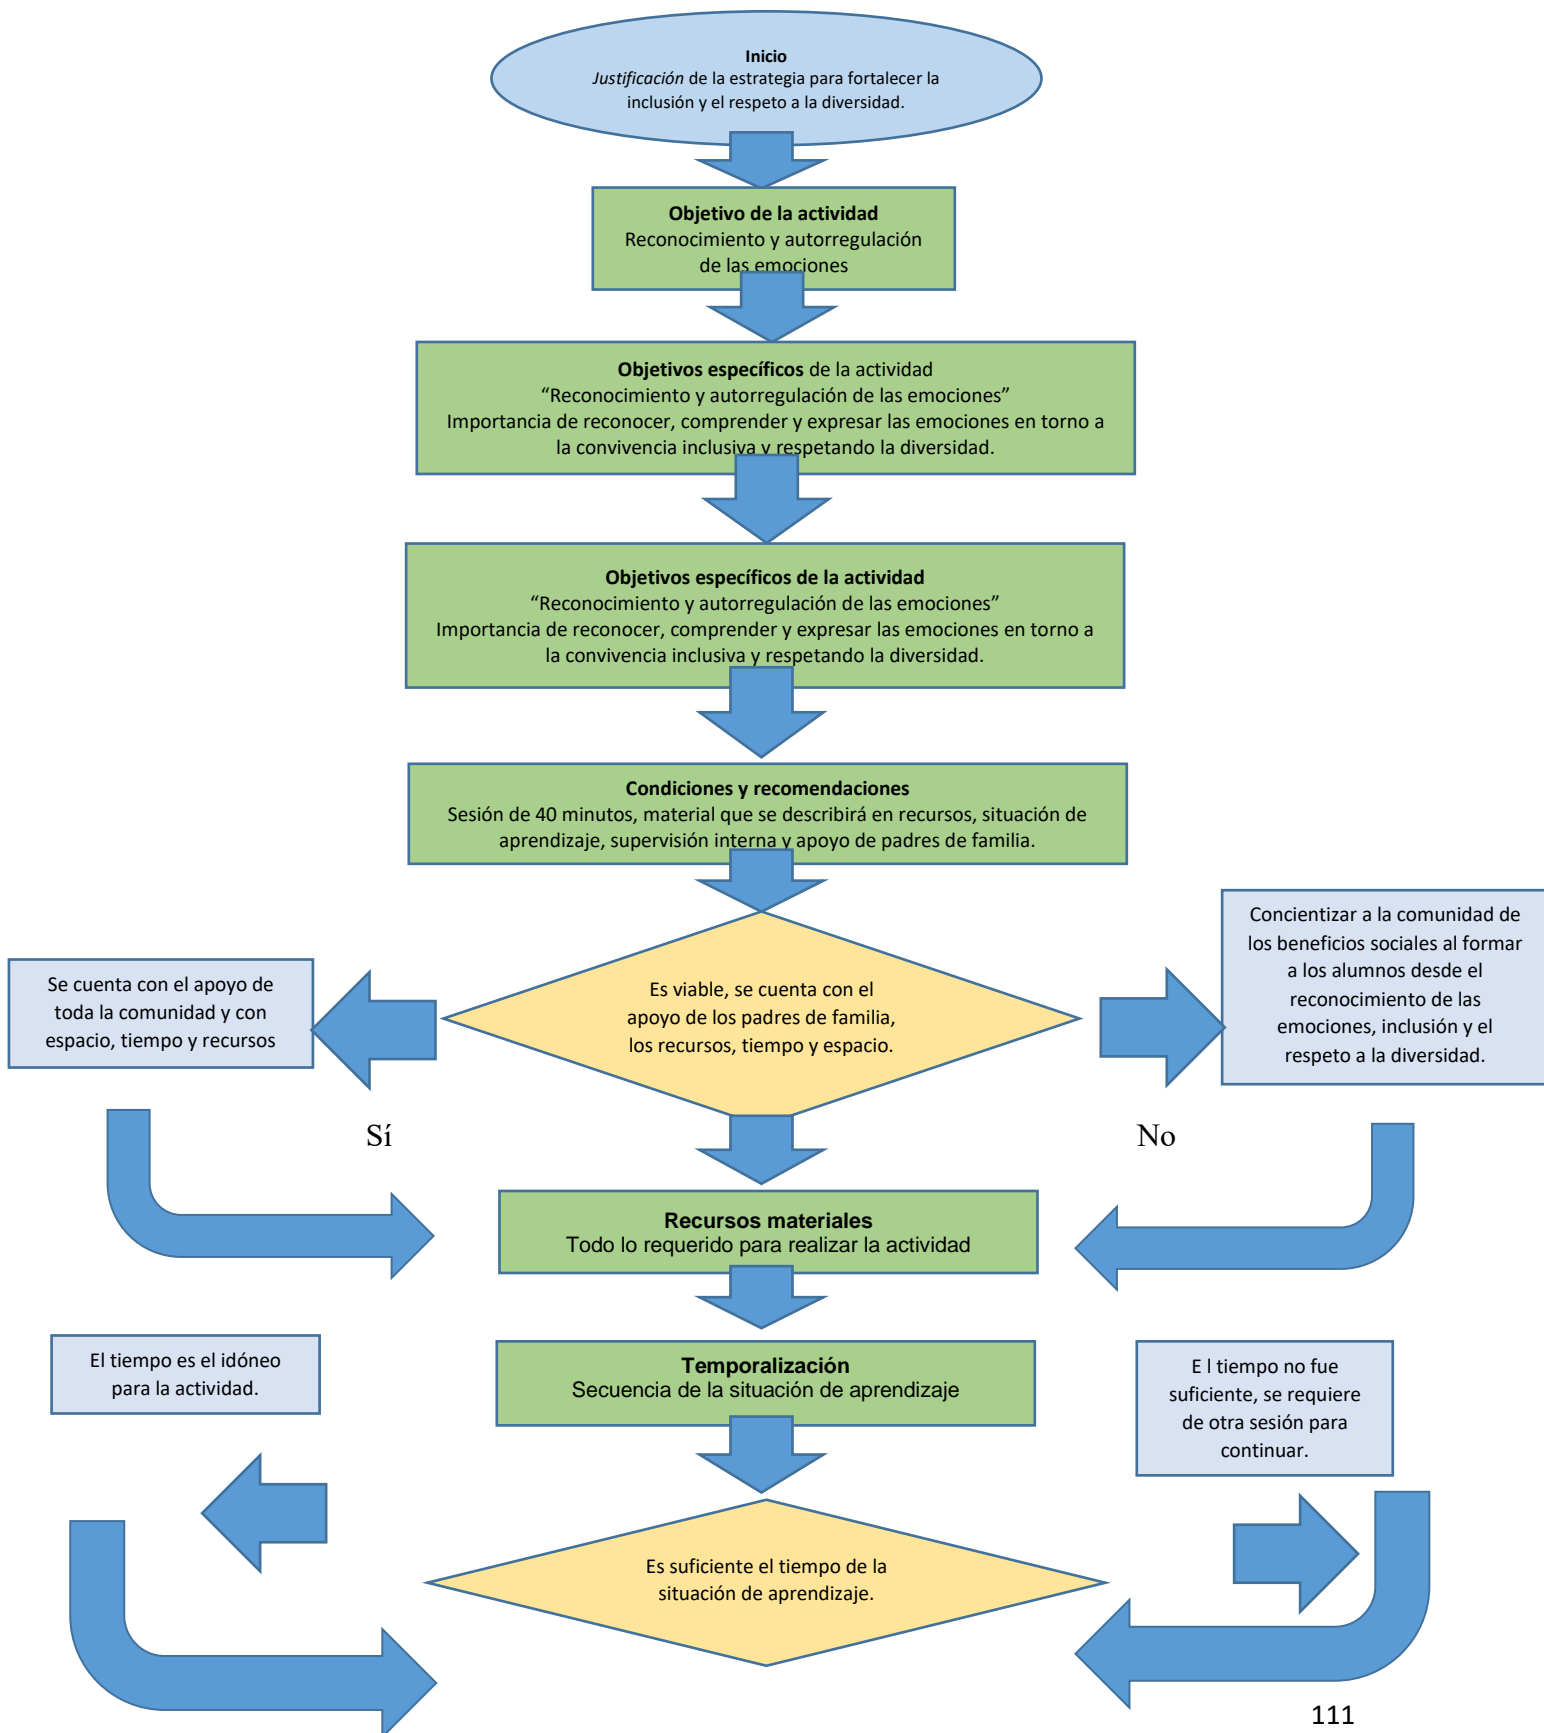 Inicio
Justificación de la estrategia para fortalecer la
inclusión y el respeto a la diversidad.
Objetivo de la actividad
Reconocimiento y autorregulación
de las emociones
Objetivos específicos de la actividad
“Reconocimiento y autorregulación de las emociones”
Importancia de reconocer, comprender y expresar las emociones en torno a
la convivencia inclusiva y respetando la diversidad.
Objetivos específicos de la actividad
“Reconocimiento y autorregulación de las emociones”
Importancia de reconocer, comprender y expresar las emociones en torno a
la convivencia inclusiva y respetando la diversidad.
Condiciones y recomendaciones
Sesión de 40 minutos, material que se describirá en recursos, situación de
aprendizaje, supervisión interna y apoyo de padres de familia.
Se cuenta con el apoyo de
toda la comunidad y con
espacio, tiempo y recursos
Es viable, se cuenta con el
apoyo de los padres de familia,
los recursos, tiempo y espacio.
Concientizar a la comunidad de
los beneficios sociales al formar
a los alumnos desde el
reconocimiento de las
emociones, inclusión y el
respeto a la diversidad.
Sí
No
Recursos materiales
Todo lo requerido para realizar la actividad
El tiempo es el idóneo
para la actividad.
Temporalización
Secuencia de la situación de aprendizaje
E l tiempo no fue
suficiente, se requiere
de otra sesión para
continuar.
Es suficiente el tiempo de la
situación de aprendizaje.
111